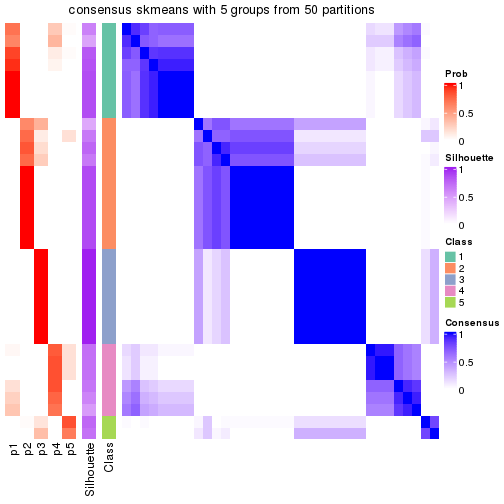 consensus skmeans with 5 groups from 50 partitions
p1
p2
p3
p4
p5
Silhouette
Class
Prob
1
0.5
0
Silhouette
1
0.5
0
Class
1
2
3
4
5
Consensus
1
0.5
0